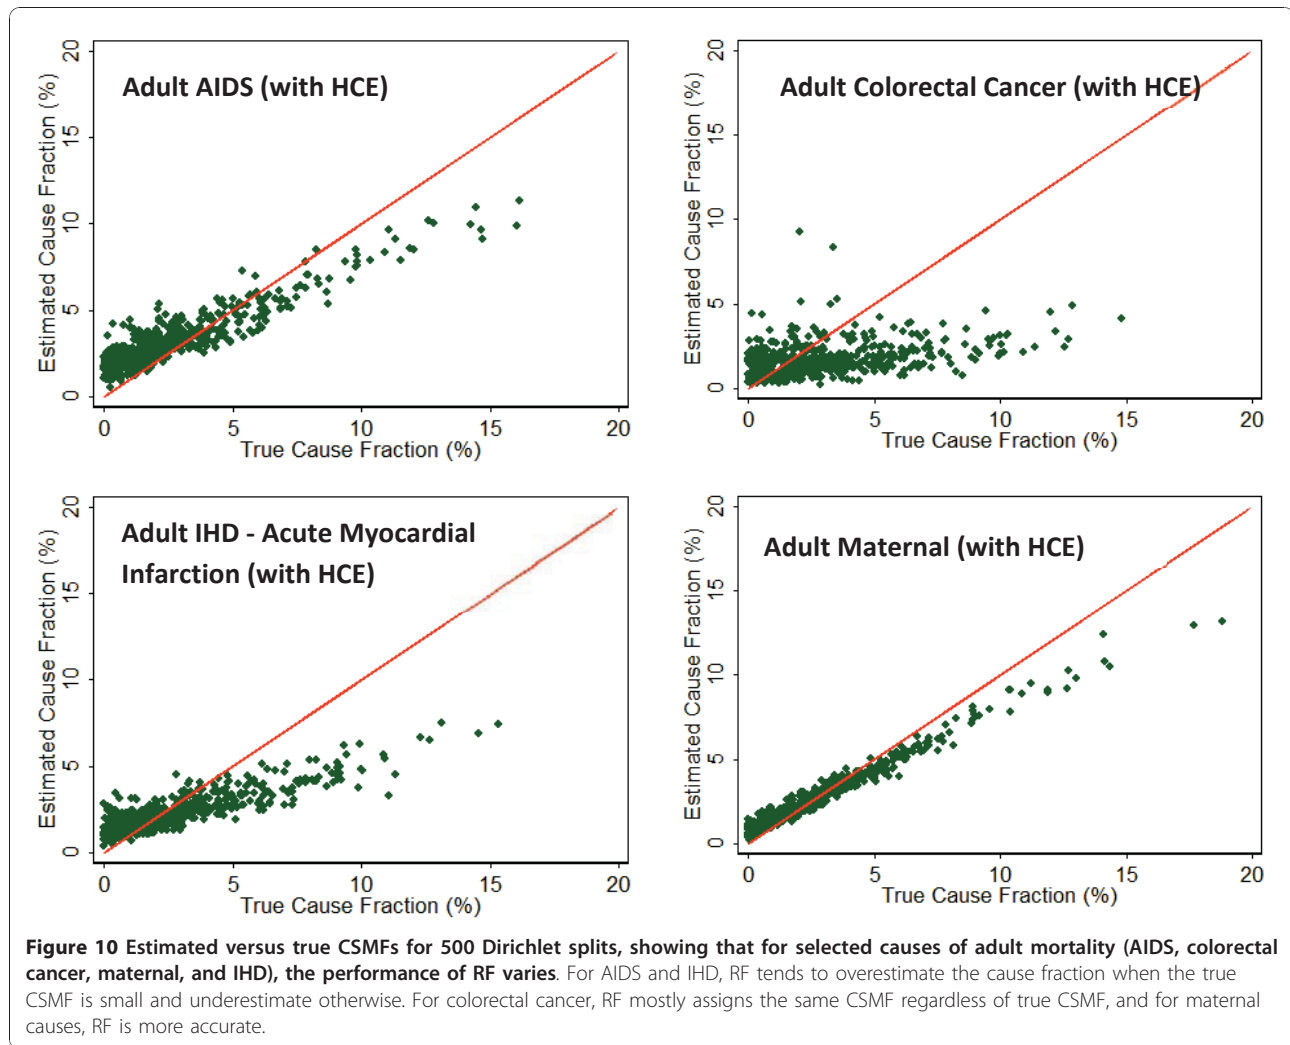 Adult AIDS (with HCE)
Estimated Cause Fraction (%)
20
15
10
5
0
0 5 10 15 20
True Cause Fraction (%)
Adult Colorectal Cancer (with HCE)
Estimated Cause Fraction (%)
20
15
10
5
0
0 5 10 15 20
True Cause Fraction (%)
Adult IHD - Acute Myocardial
Infarction (with HCE)
Estimated Cause Fraction (%)
20
15
10
5
0
0 5 10 15 20
True Cause Fraction (%)
Adult Maternal (with HCE)
Estimated Cause Fraction (%)
20
15
10
5
0
0 5 10 15 20
True Cause Fraction (%)
Figure 10 Estimated versus true CSMFs for 500 Dirichlet splits, showing that for selected causes of adult mortality (AIDS, colorectal
cancer, maternal, and IHD), the performance of RF varies. For AIDS and IHD, RF tends to overestimate the cause fraction when the true
CSMF is small and underestimate otherwise. For colorectal cancer, RF mostly assigns the same CSMF regardless of true CSMF, and for maternal
causes, RF is more accurate.